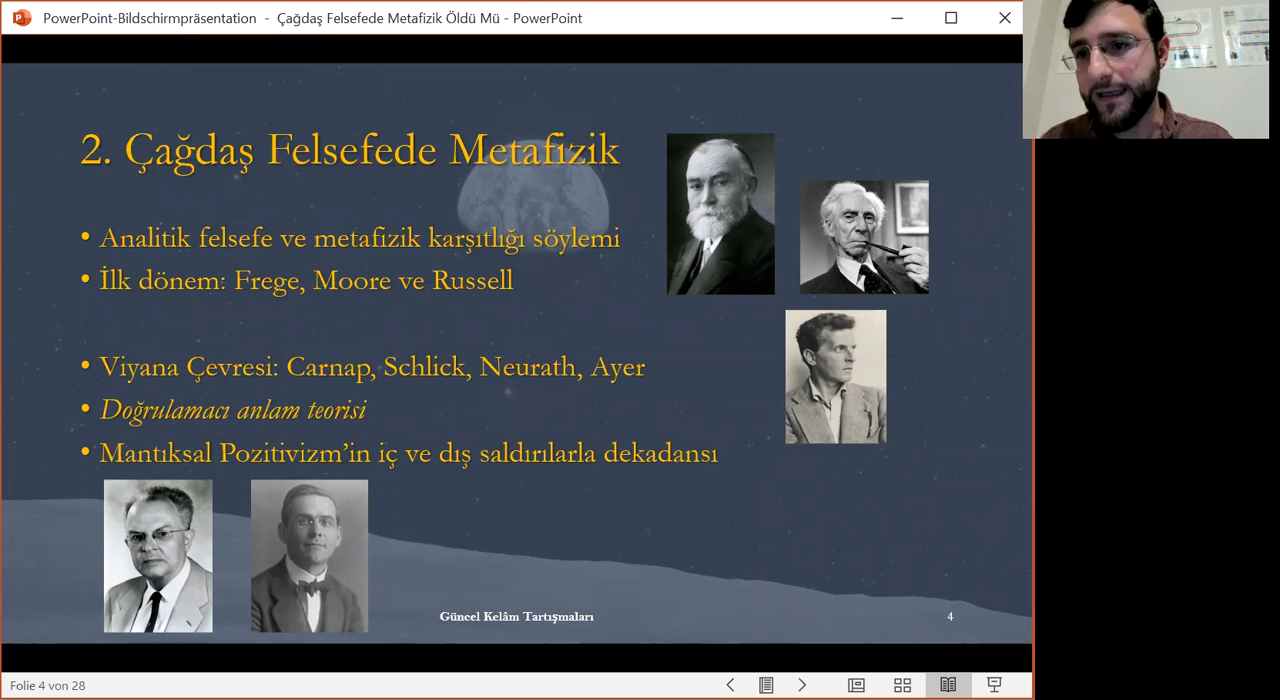 PowerPoint-Bildschirmpräsentation - Çağdaş Felsefede Metafizik Öldü Mü - PowerPoint
2. Çağdaş Felsefede Metafizik
• Analitik felsefe ve metafizik karşıtlığı söylemi
• İlk dönem: Frege, Moore ve Russell
• Viyana Çevresi: Carnap, Schlick, Neurath, Ayer
• Doğrulamacı anlam teorisi
• Mantıksal Pozitivizm’in iç ve dış saldırılarla dekadansı
Güncel Kelâm Tartışmaları
4
Folie 4 von 28